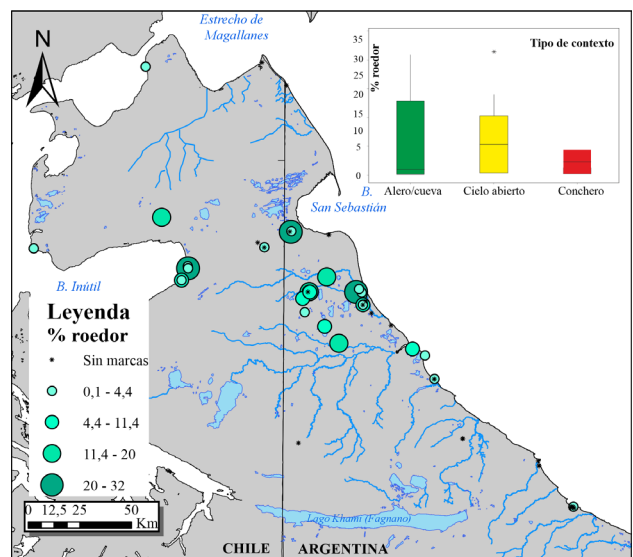 Estrecho de
Magallanes
N
Tipo de contexto
% roedor
35
30
25
20
15
10
5
0
*
Alero/cueva
Cielo abierto
Conchero
B.
San Sebastián
B. Inútil
Leyenda
% roedor
* Sin marcas
0,1 - 4,4
4,4 - 11,4
11,4 - 20
20 - 32
0 12,5 25 50
Km
Lago Khami (Fagnano)
CHILE ARGENTINA